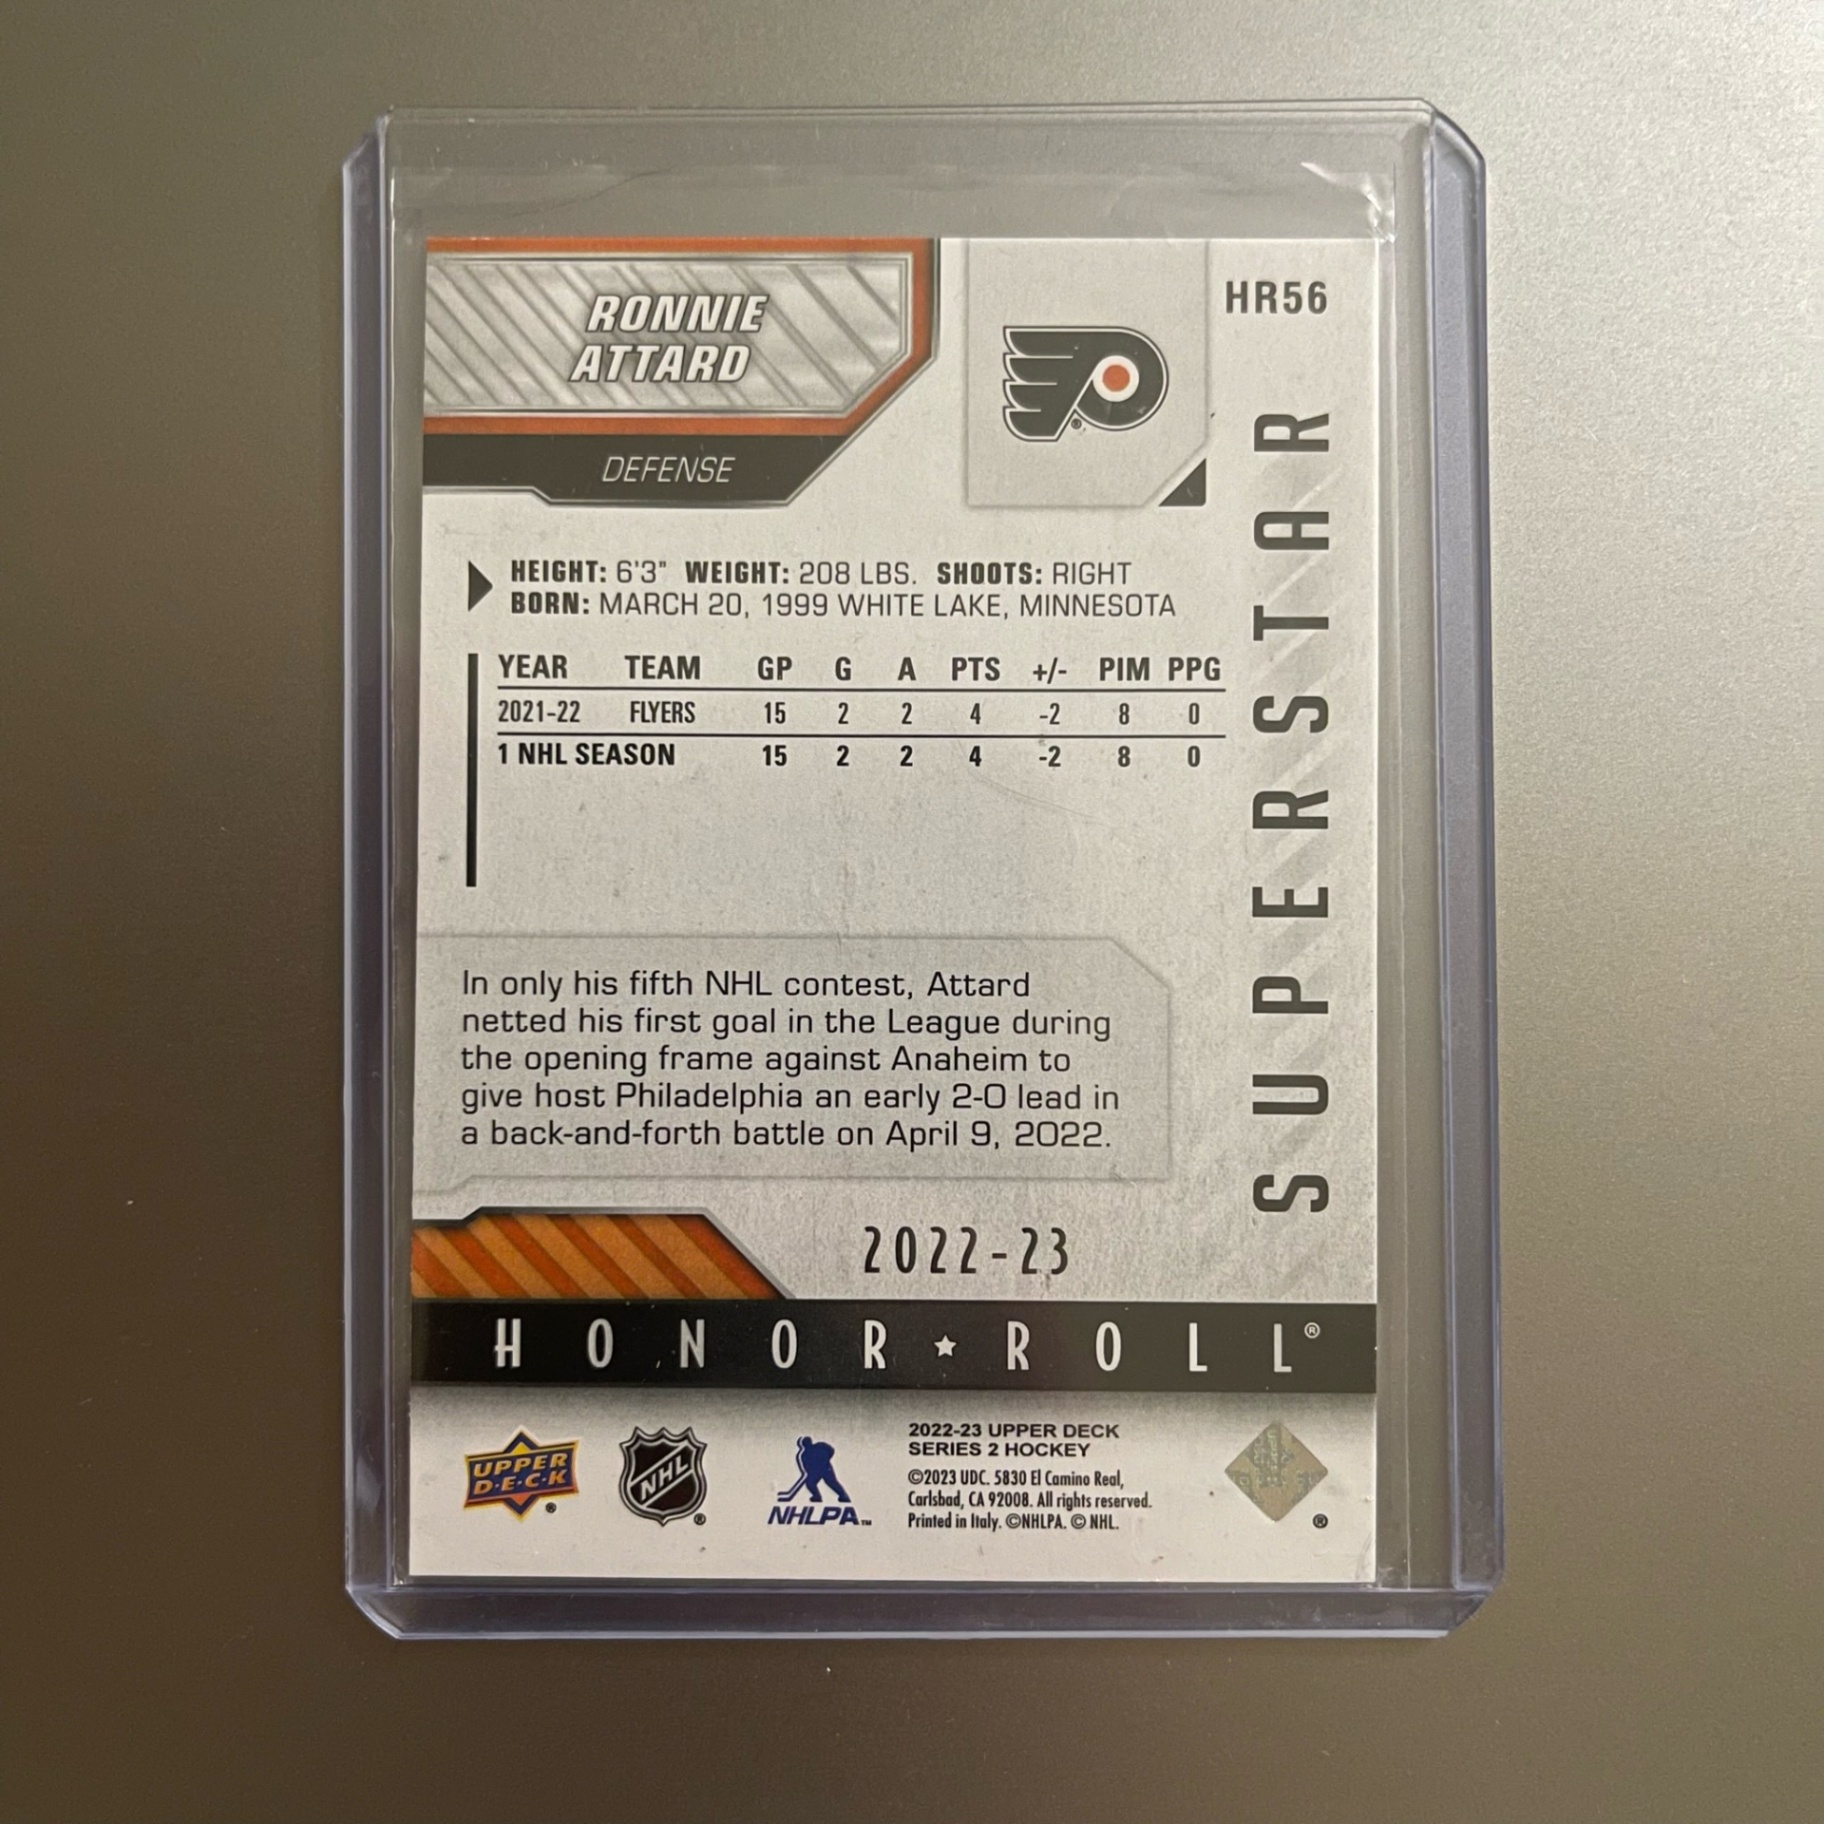 RONNIE
ATTARD
DEFENSE
HR56
SUPERSTAR
HEIGHT: 6'3" WEIGHT: 208 LBS. SHOOTS: RIGHT
BORN: MARCH 20, 1999 WHITE LAKE, MINNESOTA
YEAR TEAM GP G A PTS +/- PIM PPG
2021-22 FLYERS 15 2 2 4 -2 8 0
1 NHL SEASON 15 2 2 4 -2 8 0
In only his fifth NHL contest, Attard
netted his first goal in the League during
the opening frame against Anaheim to
give host Philadelphia an early 2-0 lead in
a back-and-forth battle on April 9, 2022.
2022-23
HONOR★ROLL®
UPPER
D•E•C•K®
NHL®
NHLPA™
2022-23 UPPER DECK
SERIES 2 HOCKEY
©2023 UDC. 5830 El Camino Real,
Carlsbad, CA 92008. All rights reserved.
Printed in Italy. ©NHLPA. © NHL.
®